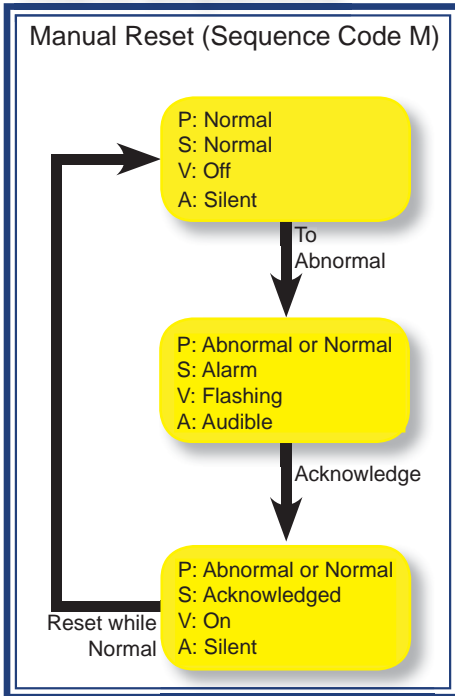 Manual Reset (Sequence Code M)
P: Normal
S: Normal
V: Off
A: Silent
To
Abnormal
P: Abnormal or Normal
S: Alarm
V: Flashing
A: Audible
Acknowledge
P: Abnormal or Normal
S: Acknowledged
V: On
A: Silent
Reset while
Normal